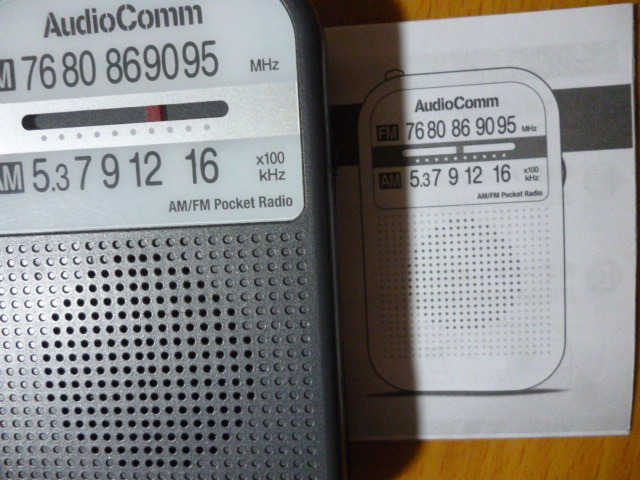 AudioComm
FM 76 80 86 90 95 MHz
AM 5.3 7 9 12 16 x100 kHz
AM/FM Pocket Radio
AudioComm
FM 76 80 86 90 95 MHz
AM 5.3 7 9 12 16 x100 kHz
AM/FM Pocket Radio